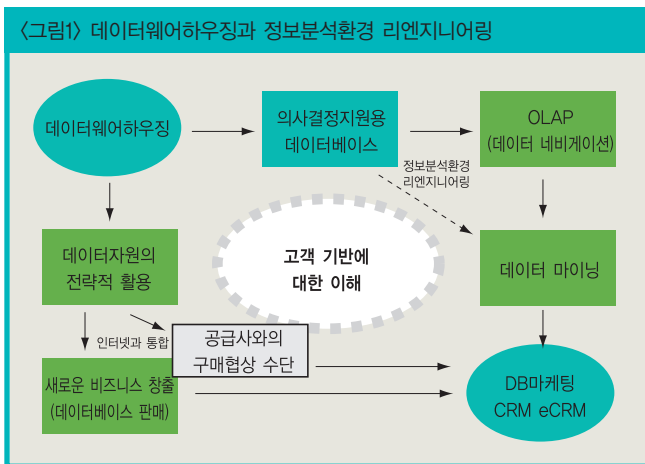 〈그림1〉 데이터웨어하우징과 정보분석환경 리엔지니어링
데이터웨어하우징
의사결정지원용
데이터베이스
OLAP
(데이터 네비게이션)
정보분석환경
리엔지니어링
데이터자원의
전략적 활용
고객 기반에
대한 이해
데이터 마이닝
인터넷과 통합
공급사와의
구매협상 수단
새로운 비즈니스 창출
(데이터베이스 판매)
DB마케팅
CRM eCRM